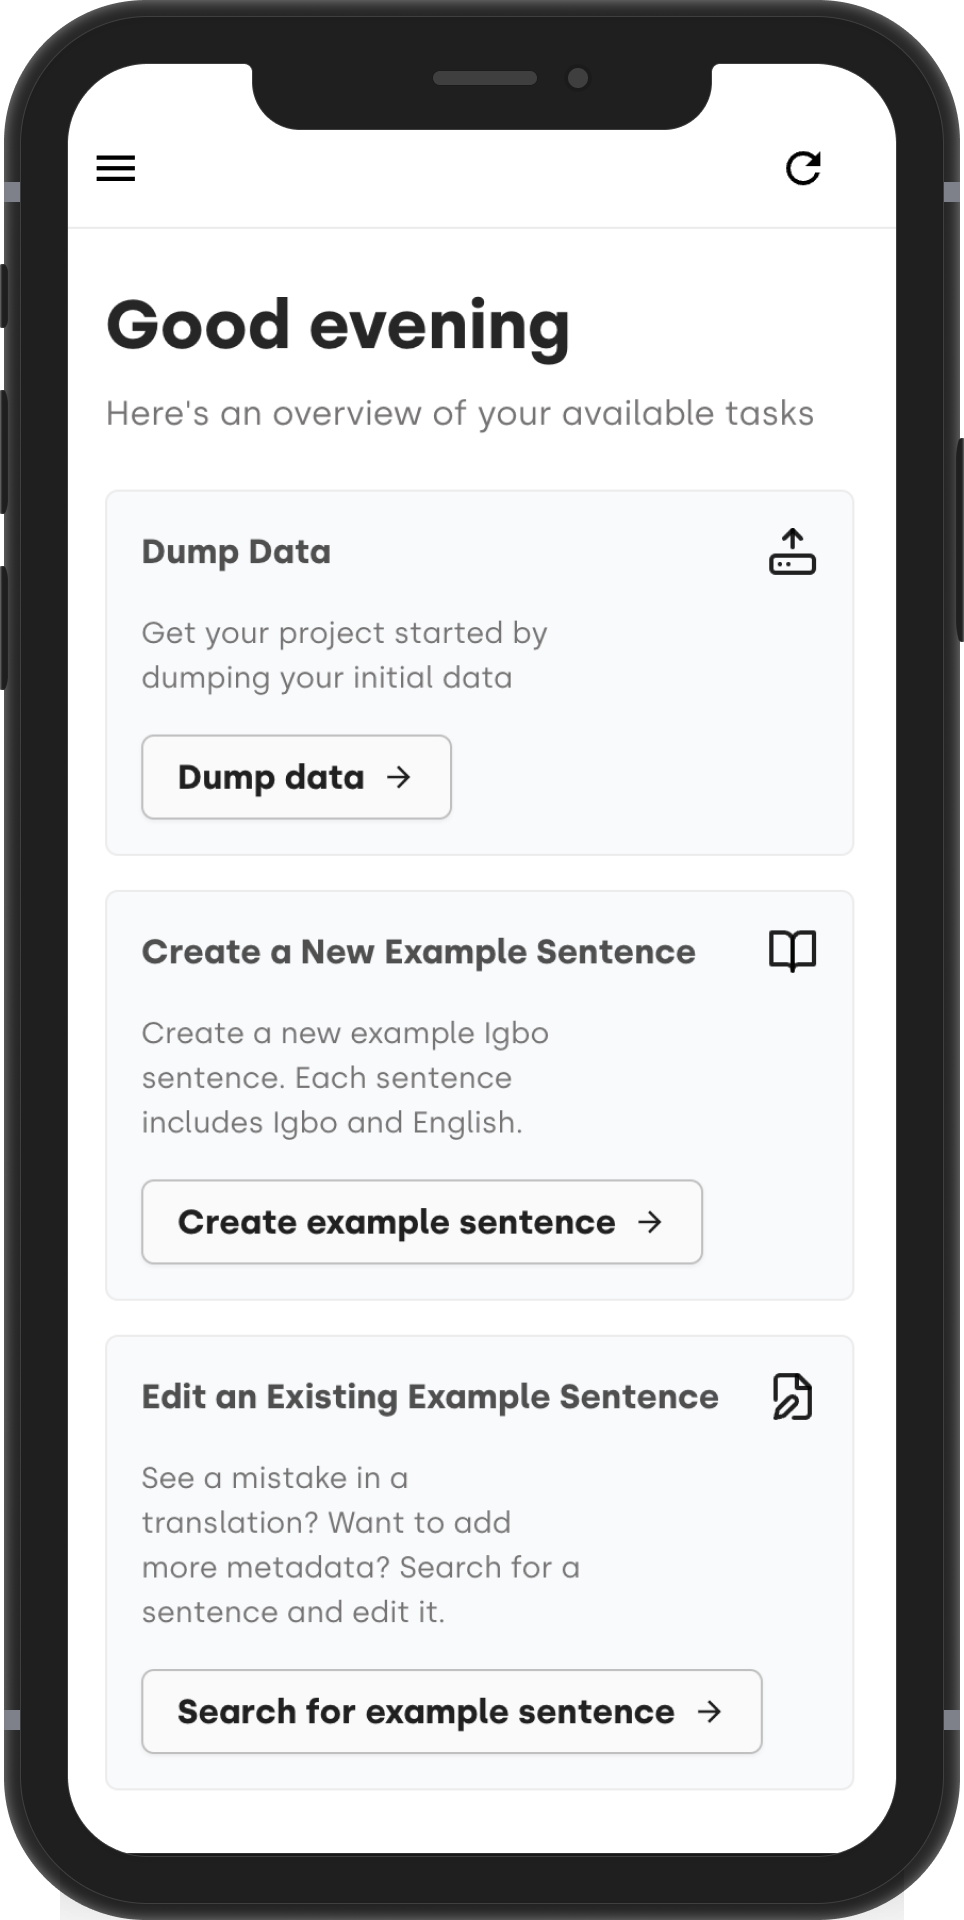 Good evening
Here's an overview of your available tasks
Dump Data
Get your project started by
dumping your initial data
Dump data →
Create a New Example Sentence
Create a new example Igbo
sentence. Each sentence
includes Igbo and English.
Create example sentence →
Edit an Existing Example Sentence
See a mistake in a
translation? Want to add
more metadata? Search for a
sentence and edit it.
Search for example sentence →